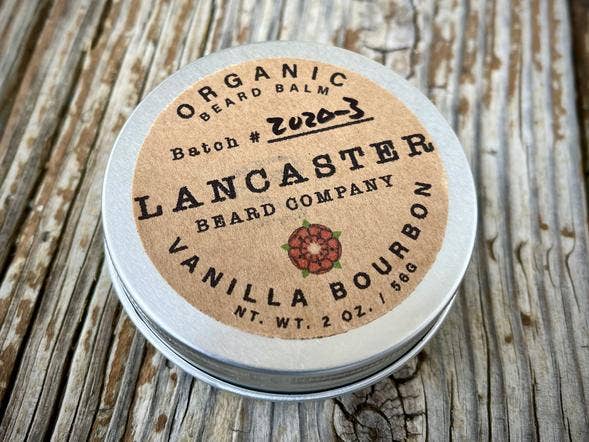 ORGANIC
BEARD BALM
Batch # 2020-3
LANCASTER
BEARD COMPANY
VANILLA BOURBON
NT. WT. 2 OZ. / 56G